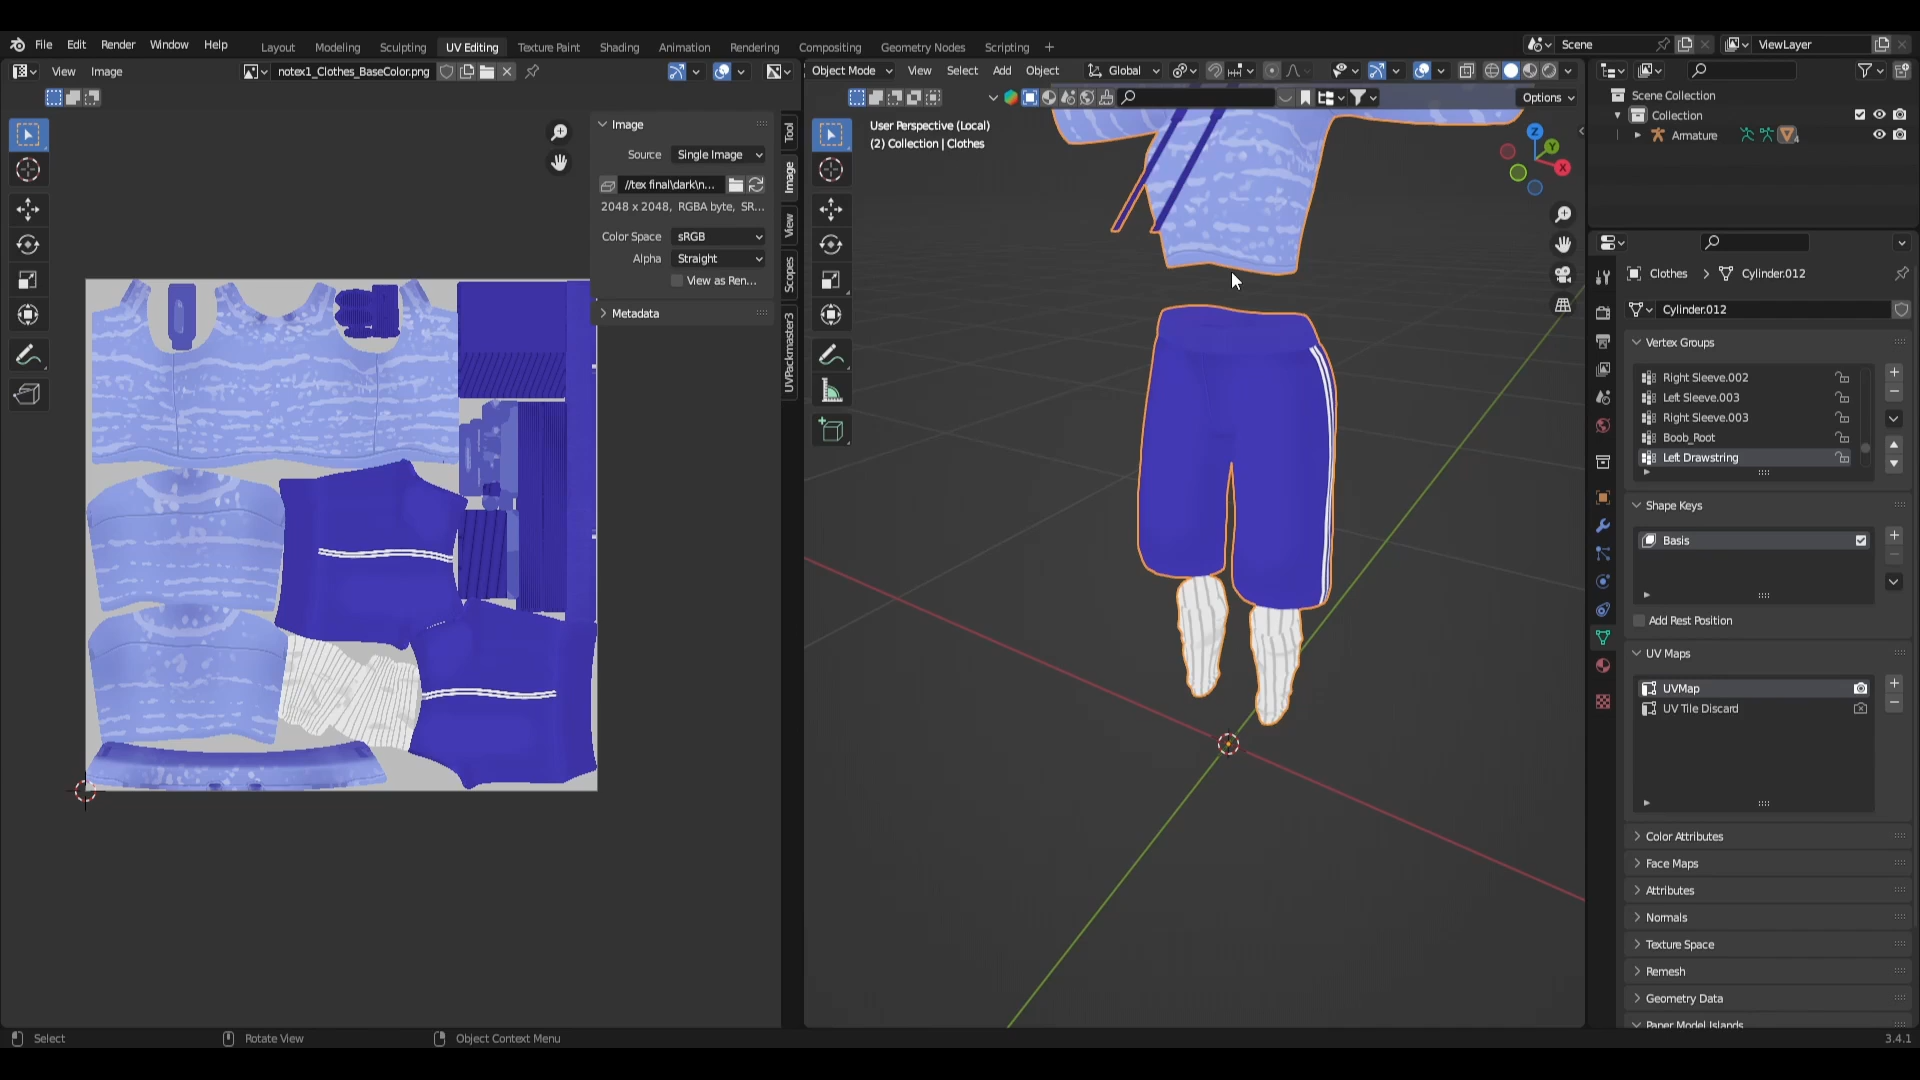 File Edit Render Window Help Layout Modeling Sculpting UV Editing Texture Paint Shading Animation Rendering Compositing Geometry Nodes Scripting + Scene ViewLayer
View Image notex1_Clothes_BaseColor.png Object Mode View Select Add Object Global
Options
Image
Source Single Image
//tex final\dark\n...
2048 x 2048, RGBA byte, SR...
Color Space sRGB
Alpha Straight
View as Ren...
Metadata
Tool
Image
View
Scopes
UVPackmaster3
User Perspective (Local)
(2) Collection | Clothes
Z
Y
X
Scene Collection
Collection
Armature 4
Clothes > Cylinder.012
Cylinder.012
Vertex Groups
Right Sleeve.002
Left Sleeve.003
Right Sleeve.003
Boob_Root
Left Drawstring
Shape Keys
Basis
Add Rest Position
UV Maps
UVMap
UV Tile Discard
Color Attributes
Face Maps
Attributes
Normals
Texture Space
Remesh
Geometry Data
Paper Model Islands
Select Rotate View Object Context Menu 3.4.1